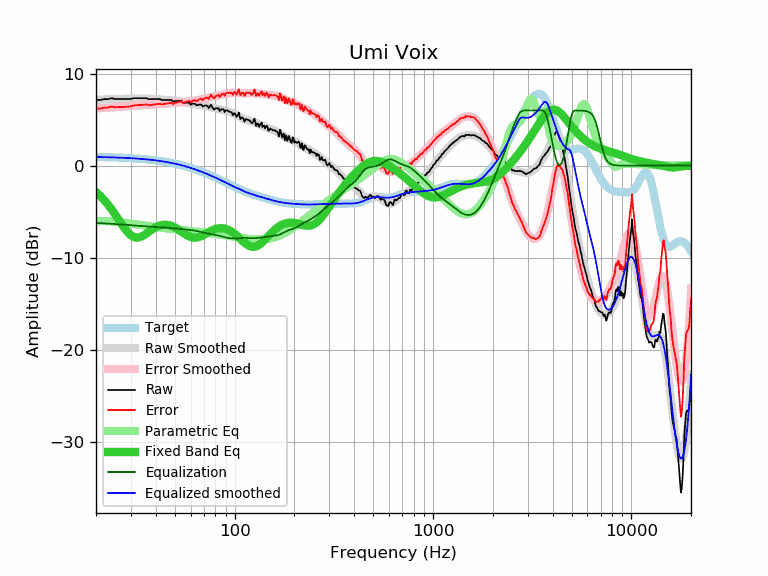 Umi Voix
10
0
−10
−20
−30
Amplitude (dBr)
Target
Raw Smoothed
Error Smoothed
Raw
Error
Parametric Eq
Fixed Band Eq
Equalization
Equalized smoothed
100
1000
10000
Frequency (Hz)